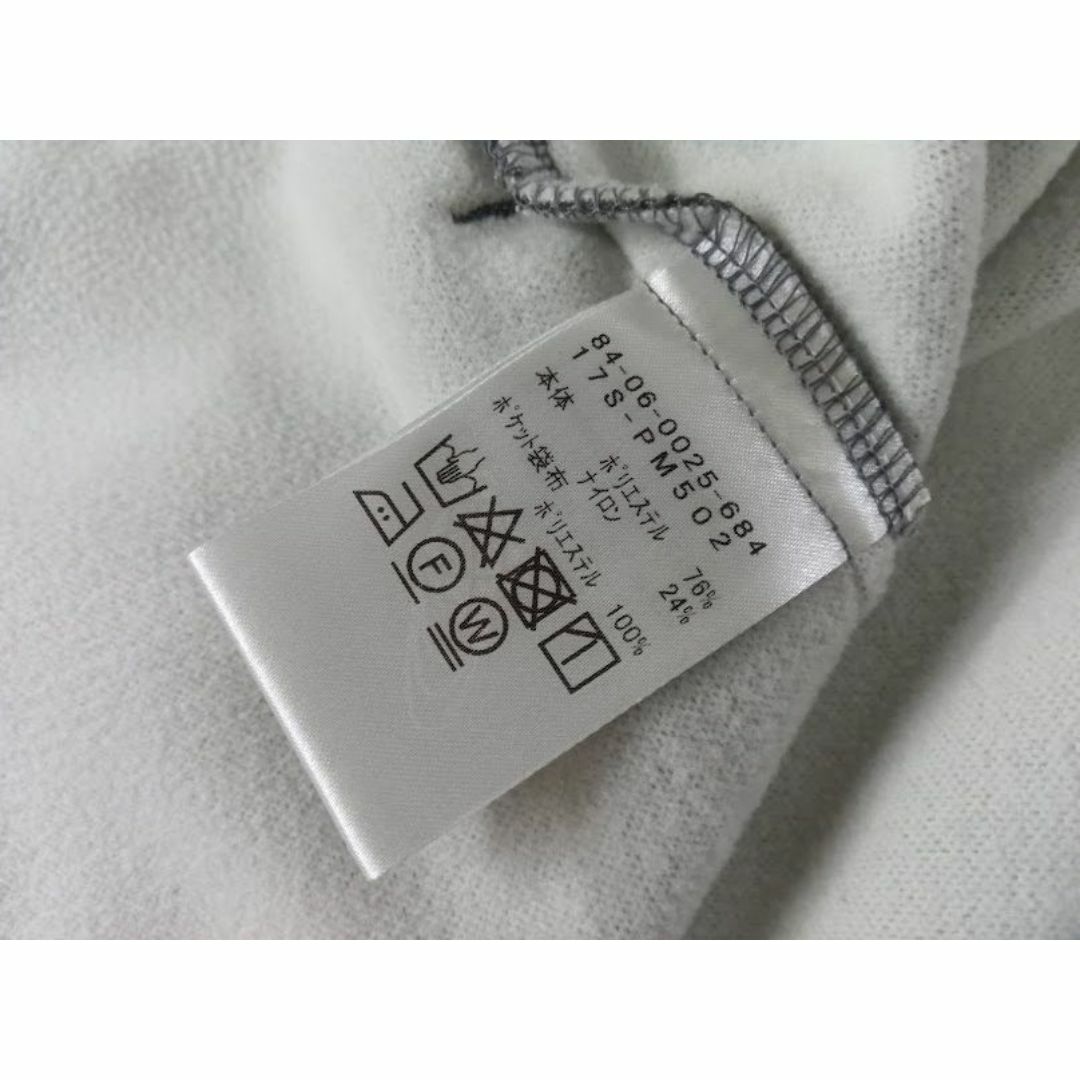 84-06-0025-684
17S-PM502
本体 ポリエステル 76%
ナイロン 24%
ポケット袋布 ポリエステル 100%
F
W